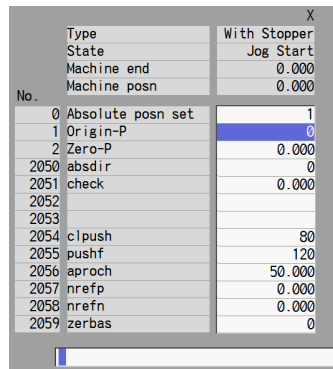 X
Type With Stopper
State Jog Start
Machine end 0.000
Machine posn 0.000
No.
0 Absolute posn set 1
1 Origin-P 0
2 Zero-P 0.000
2050 absdir 0
2051 check 0.000
2052
2053
2054 clpush 80
2055 pushf 120
2056 aproch 50.000
2057 nrefp 0.000
2058 nrefn 0.000
2059 zerbas 0